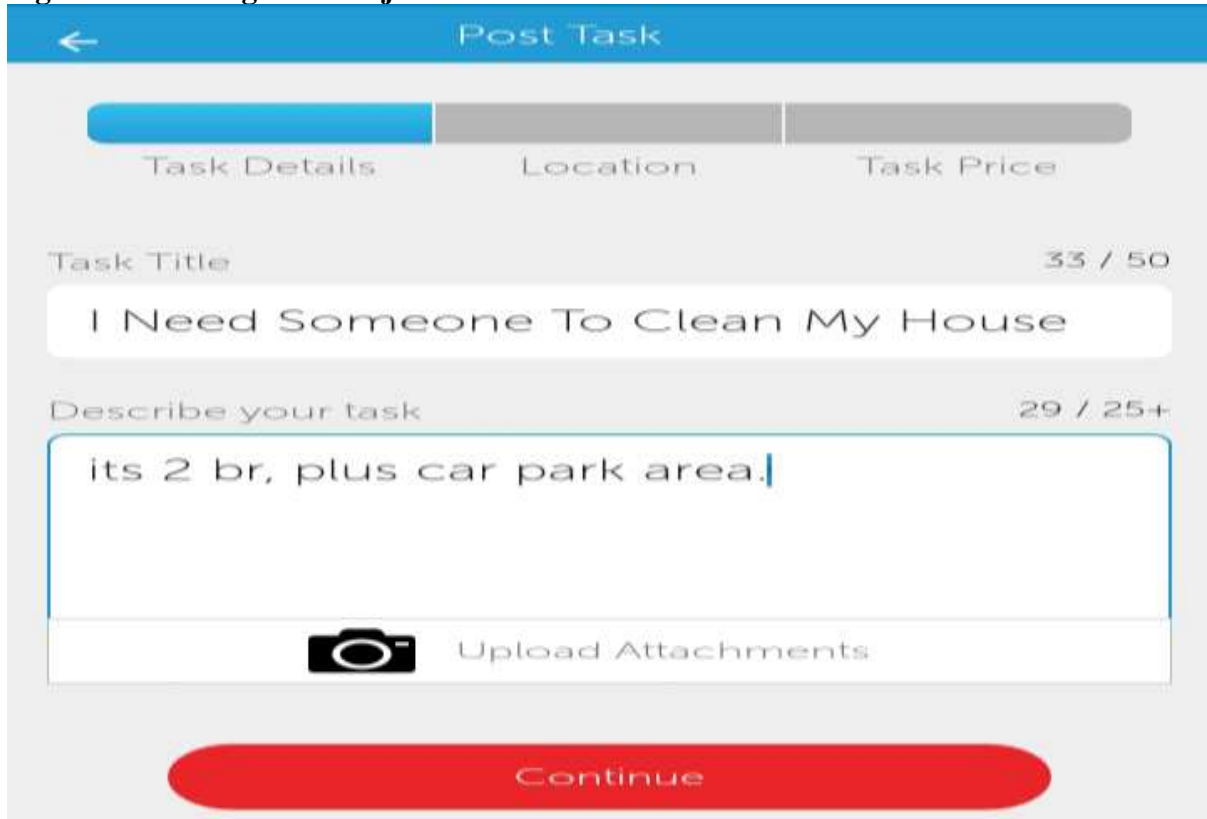 Post Task
Task Details Location Task Price
Task Title 33 / 50
I Need Someone To Clean My House
Describe your task 29 / 25+
its 2 br, plus car park area.
Upload Attachments
Continue